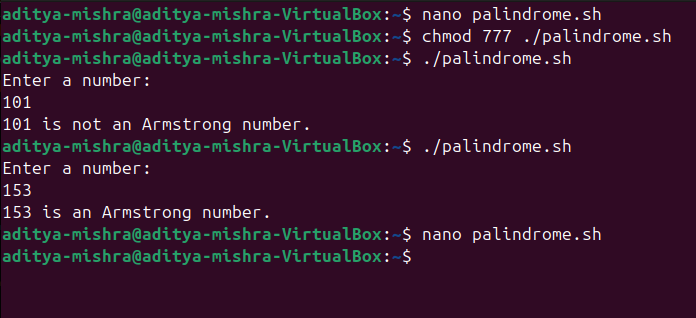 aditya-mishra@aditya-mishra-VirtualBox:~$ nano palindrome.sh
aditya-mishra@aditya-mishra-VirtualBox:~$ chmod 777 ./palindrome.sh
aditya-mishra@aditya-mishra-VirtualBox:~$ ./palindrome.sh
Enter a number:
101
101 is not an Armstrong number.
aditya-mishra@aditya-mishra-VirtualBox:~$ ./palindrome.sh
Enter a number:
153
153 is an Armstrong number.
aditya-mishra@aditya-mishra-VirtualBox:~$ nano palindrome.sh
aditya-mishra@aditya-mishra-VirtualBox:~$